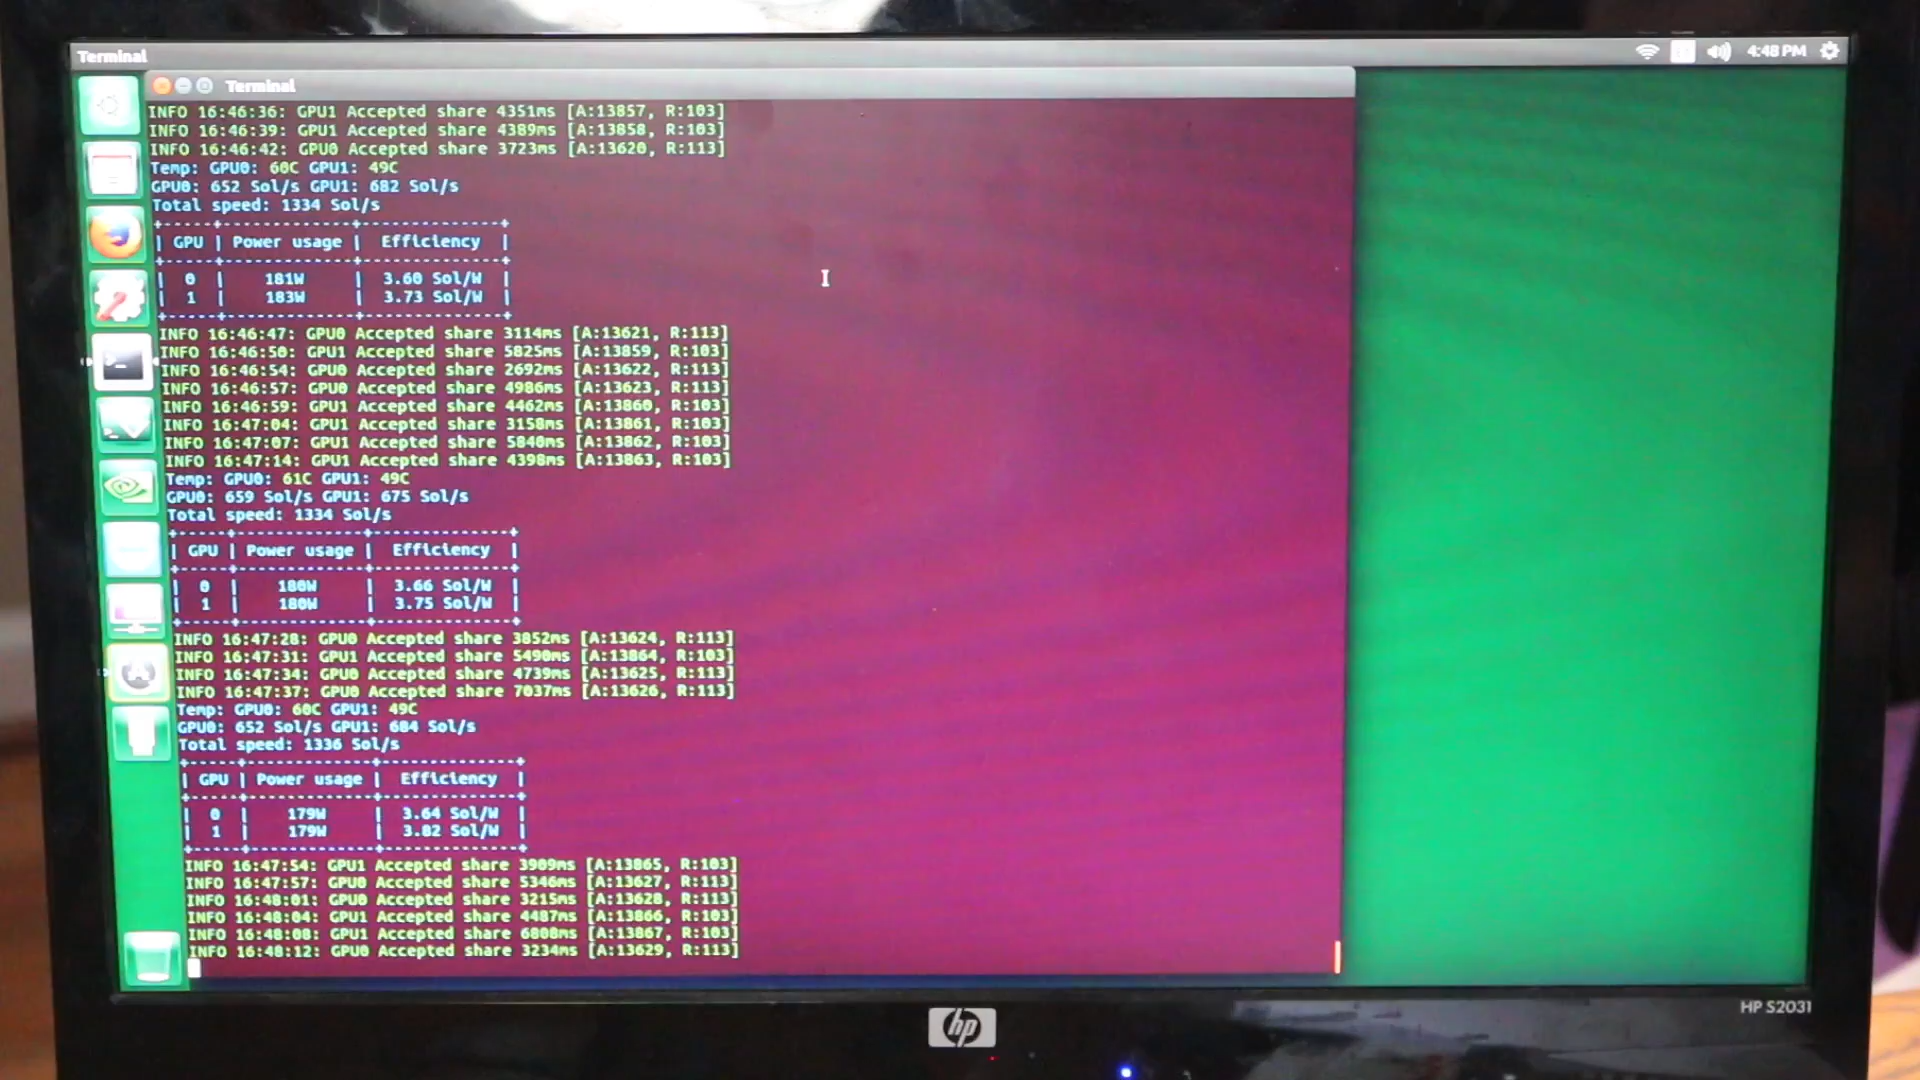 Terminal
4:48 PM
Terminal
INFO 16:46:36: GPU1 Accepted share 4351ms [A:13857, R:103]
INFO 16:46:39: GPU1 Accepted share 4389ms [A:13858, R:103]
INFO 16:46:42: GPU0 Accepted share 3723ms [A:13620, R:113]
Temp: GPU0: 60C GPU1: 49C
GPU0: 652 Sol/s GPU1: 682 Sol/s
Total speed: 1334 Sol/s
| GPU | Power usage | Efficiency |
| 0 | 181W | 3.60 Sol/W |
| 1 | 183W | 3.73 Sol/W |
INFO 16:46:47: GPU0 Accepted share 3114ms [A:13621, R:113]
INFO 16:46:50: GPU1 Accepted share 5825ms [A:13859, R:103]
INFO 16:46:54: GPU0 Accepted share 2692ms [A:13622, R:113]
INFO 16:46:57: GPU0 Accepted share 4986ms [A:13623, R:113]
INFO 16:46:59: GPU1 Accepted share 4462ms [A:13860, R:103]
INFO 16:47:04: GPU1 Accepted share 3158ms [A:13861, R:103]
INFO 16:47:07: GPU1 Accepted share 5840ms [A:13862, R:103]
INFO 16:47:14: GPU1 Accepted share 4398ms [A:13863, R:103]
Temp: GPU0: 61C GPU1: 49C
GPU0: 659 Sol/s GPU1: 675 Sol/s
Total speed: 1334 Sol/s
| GPU | Power usage | Efficiency |
| 0 | 180W | 3.66 Sol/W |
| 1 | 180W | 3.75 Sol/W |
INFO 16:47:28: GPU0 Accepted share 3852ms [A:13624, R:113]
INFO 16:47:31: GPU1 Accepted share 5490ms [A:13864, R:103]
INFO 16:47:34: GPU0 Accepted share 4739ms [A:13625, R:113]
INFO 16:47:37: GPU0 Accepted share 7037ms [A:13626, R:113]
Temp: GPU0: 60C GPU1: 49C
GPU0: 652 Sol/s GPU1: 684 Sol/s
Total speed: 1336 Sol/s
| GPU | Power usage | Efficiency |
| 0 | 179W | 3.64 Sol/W |
| 1 | 179W | 3.82 Sol/W |
INFO 16:47:54: GPU1 Accepted share 3909ms [A:13865, R:103]
INFO 16:47:57: GPU0 Accepted share 5346ms [A:13627, R:113]
INFO 16:48:01: GPU0 Accepted share 3215ms [A:13628, R:113]
INFO 16:48:04: GPU1 Accepted share 4487ms [A:13866, R:103]
INFO 16:48:08: GPU1 Accepted share 6808ms [A:13867, R:103]
INFO 16:48:12: GPU0 Accepted share 3234ms [A:13629, R:113]
hp
HP S2031